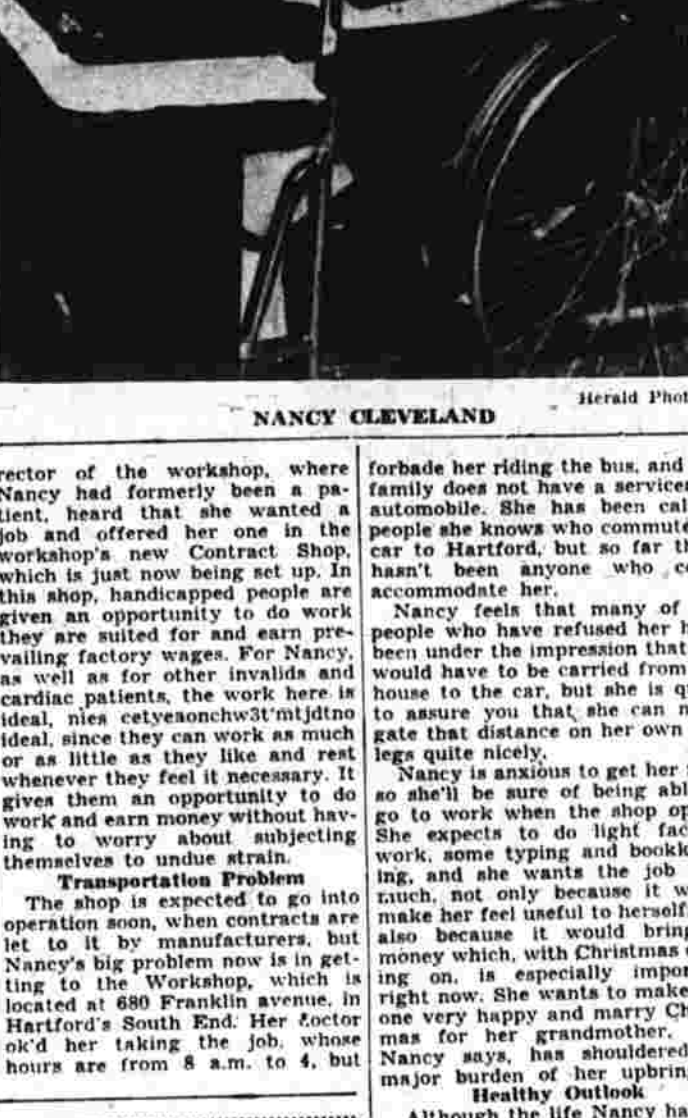 Herald Phot
NANCY CLEVELAND
rector of the workshop, where
Nancy had formerly been a pa-
tient, heard that she wanted a
job and offered her one in the
workshop's new Contract Shop,
which is just now being set up. In
this shop, handicapped people are
given an opportunity to do work
they are suited for and earn pre-
vailing factory wages. For Nancy,
as well as for other invalids and
cardiac patients, the work here is
ideal, nies cetyeaonchw3t'mtjdtno
ideal, since they can work as much
or as little as they like and rest
whenever they feel it necessary. It
gives them an opportunity to do
work and earn money without hav-
ing to worry about subjecting
themselves to undue strain.
Transportation Problem
The shop is expected to go into
operation soon, when contracts are
let to it by manufacturers, but
Nancy's big problem now is in get-
ting to the Workshop, which is
located at 680 Franklin avenue, in
Hartford's South End. Her doctor
ok'd her taking the job, whose
hours are from 8 a.m. to 4, but
forbade her riding the bus, and
family does not have a servicea
automobile. She has been cal
people she knows who commute
car to Hartford, but so far th
hasn't been anyone who co
accommodate her.
Nancy feels that many of
people who have refused her h
been under the impression that
would have to be carried from
house to the car, but she is qu
to assure you that she can n
gate that distance on her own
legs quite nicely.
Nancy is anxious to get her
so she'll be sure of being abl
go to work when the shop op
She expects to do light fac
work, some typing and bookk
ing, and she wants the job
much, not only because it w
make her feel useful to herself,
also because it would bring
money which, with Christmas
ing on, is especially impor
right now. She wants to make
one very happy and marry Ch
mas for her grandmother,
Nancy says, has shouldered
major burden of her upbring
Healthy Outlook
Although the life Nancy ha